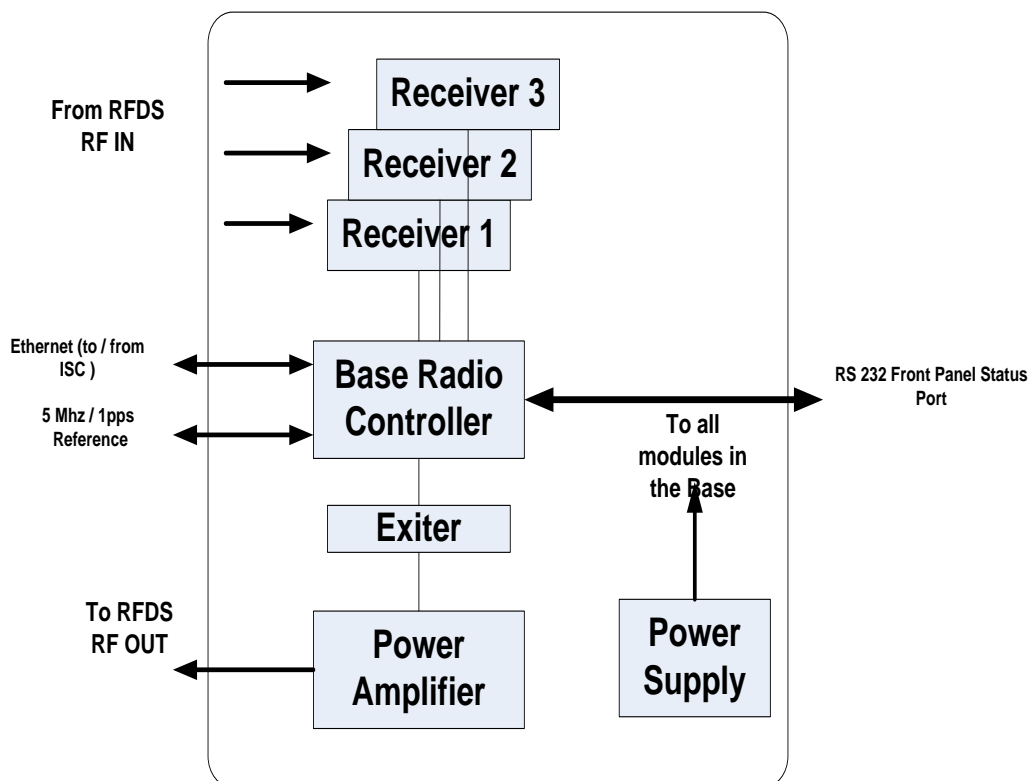 Receiver 3
From RFDS
RF IN
Receiver 2
Receiver 1
Ethernet (to / from
ISC )
Base Radio
Controller
RS 232 Front Panel Status
Port
5 Mhz / 1pps
Reference
To all
modules in
the Base
Exiter
To RFDS
RF OUT
Power
Amplifier
Power
Supply